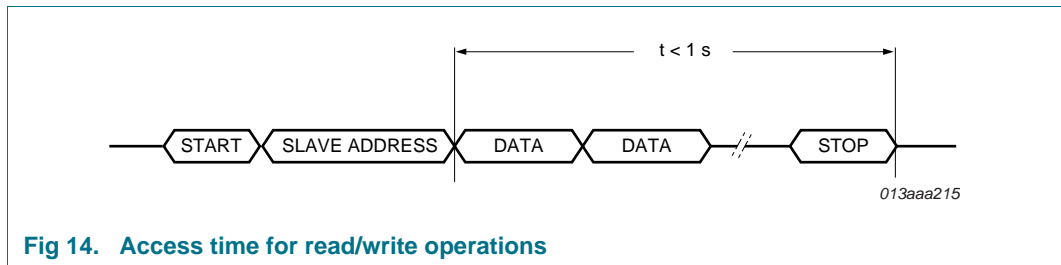 t < 1 s
START SLAVE ADDRESS DATA DATA STOP
013aaa215
Fig 14. Access time for read/write operations